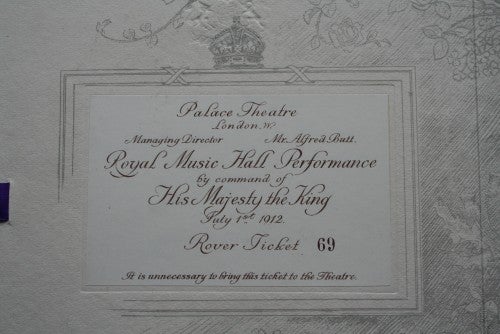 Palace Theatre
London. W.
Managing Director Mr. Alfred Butt.
Royal Music Hall Performance
by command of
His Majesty the King
July 1st 1912.
Rover Ticket 69
It is unnecessary to bring this ticket to the Theatre.